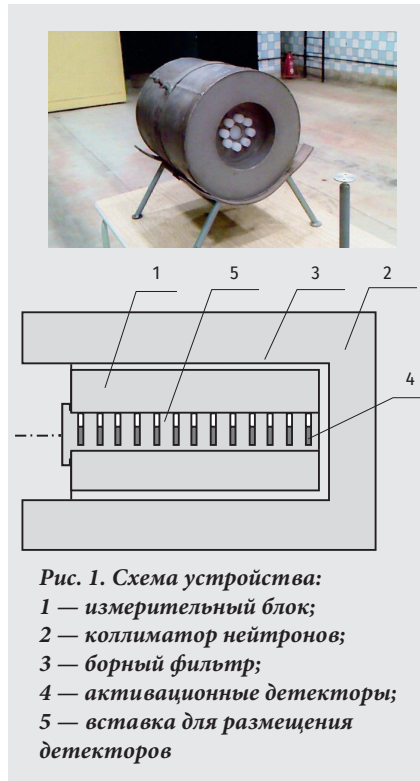 1 5 3 2
4
Рис. 1. Схема устройства:
1 — измерительный блок;
2 — коллиматор нейтронов;
3 — борный фильтр;
4 — активационные детекторы;
5 — вставка для размещения
детекторов